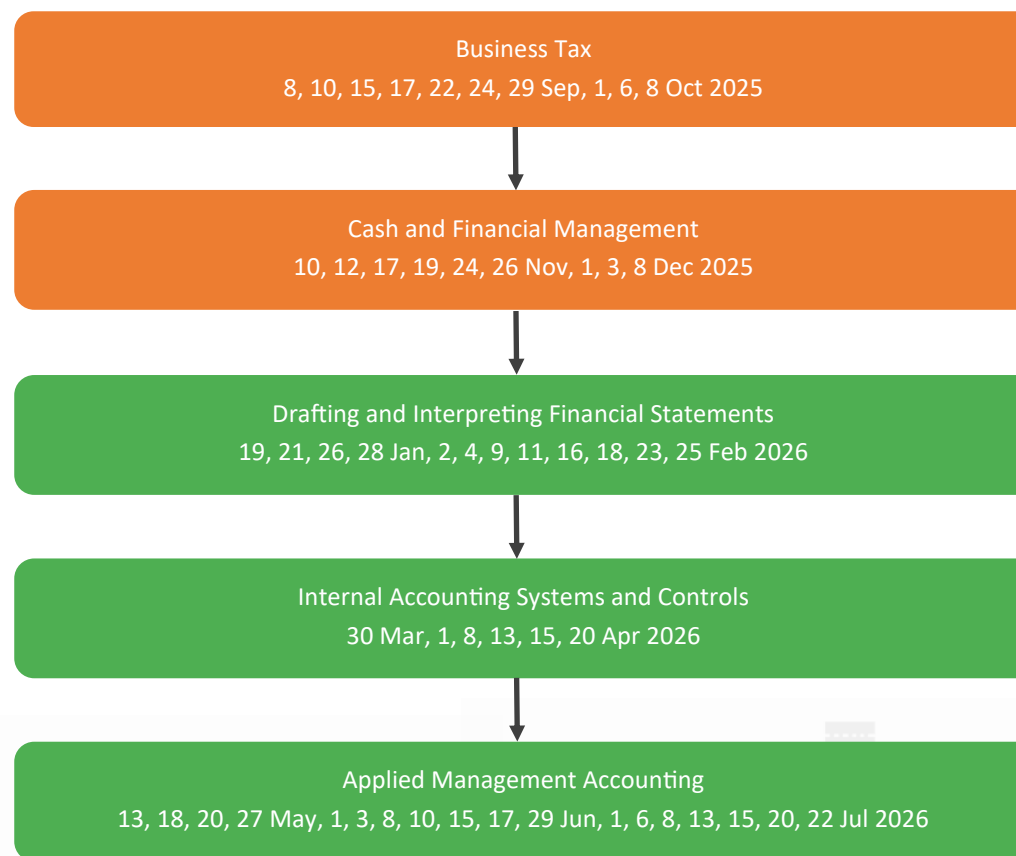 Business Tax
8, 10, 15, 17, 22, 24, 29 Sep, 1, 6, 8 Oct 2025
Cash and Financial Management
10, 12, 17, 19, 24, 26 Nov, 1, 3, 8 Dec 2025
Drafting and Interpreting Financial Statements
19, 21, 26, 28 Jan, 2, 4, 9, 11, 16, 18, 23, 25 Feb 2026
Internal Accounting Systems and Controls
30 Mar, 1, 8, 13, 15, 20 Apr 2026
Applied Management Accounting
13, 18, 20, 27 May, 1, 3, 8, 10, 15, 17, 29 Jun, 1, 6, 8, 13, 15, 20, 22 Jul 2026